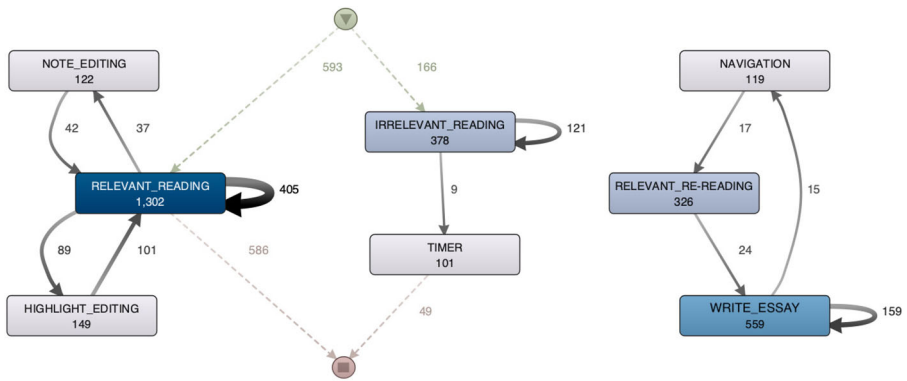 593
166
NOTE_EDITING
122
NAVIGATION
119
42
37
IRRELEVANT_READING
378
121
17
RELEVANT_READING
1,302
405
9
RELEVANT_RE-READING
326
15
89
101
586
TIMER
101
24
HIGHLIGHT_EDITING
149
49
WRITE_ESSAY
559
159